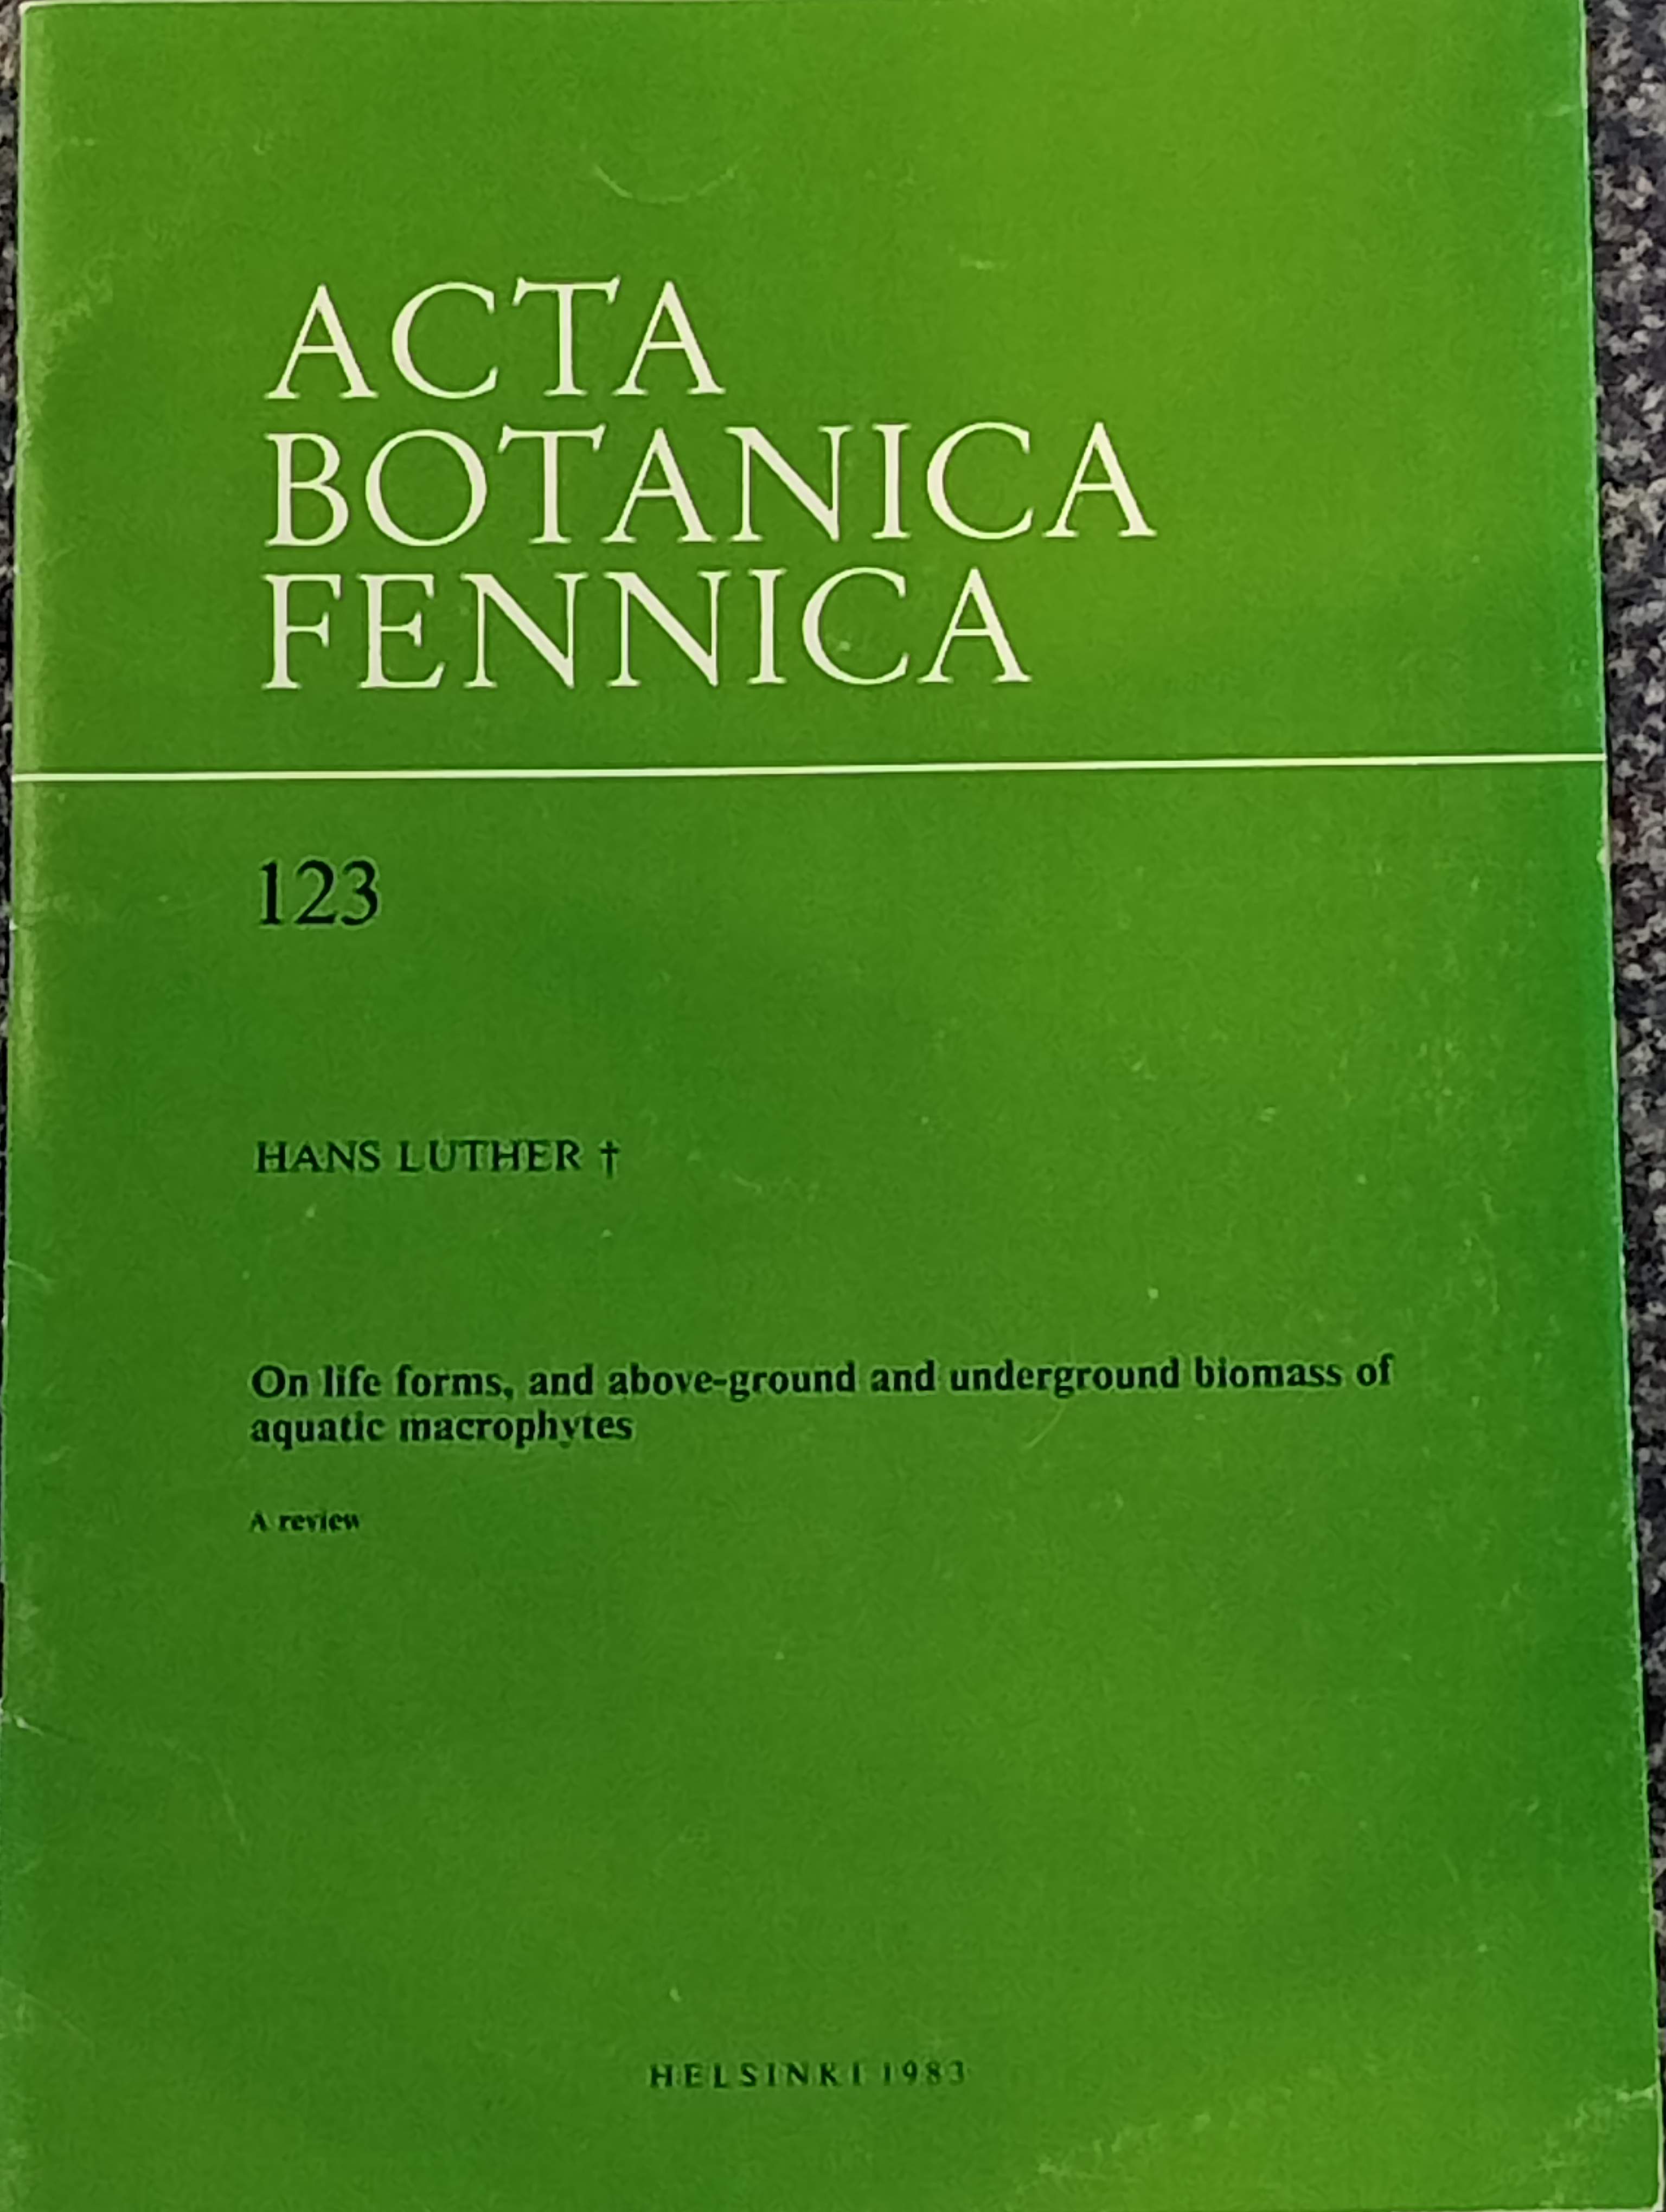 ACTA
BOTANICA
FENNICA
123
HANS LUTHER †
On life forms, and above-ground and underground biomass of
aquatic macrophytes
A review
HELSINKI 1983